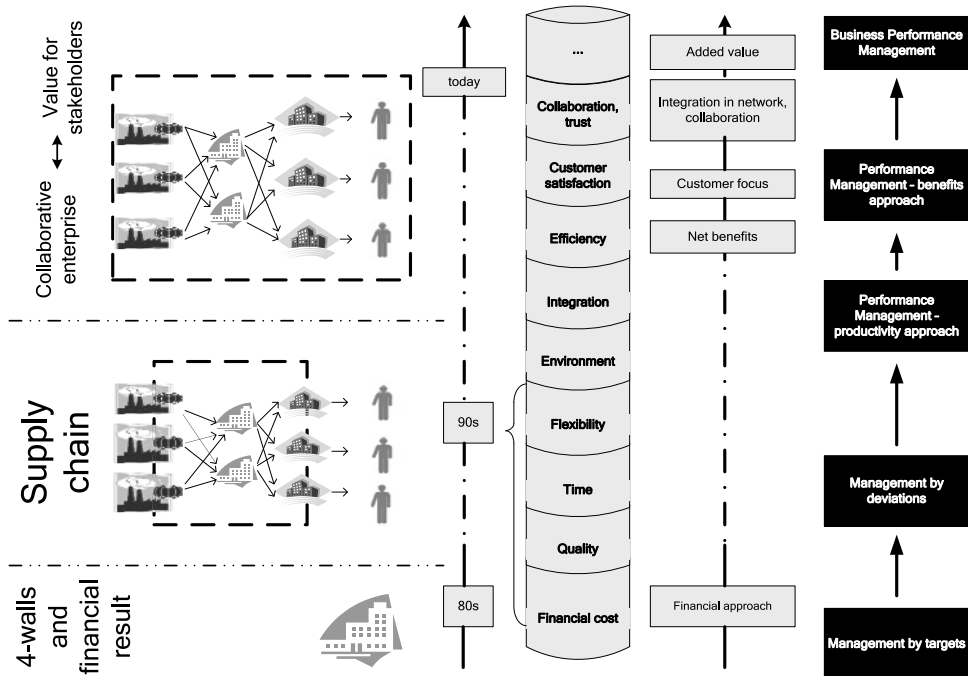 Value for
stakeholders
Collaborative
enterprise
Supply
chain
4-walls
and
financial
result
today
90s
80s
...
Collaboration,
trust
Customer
satisfaction
Efficiency
Integration
Environment
Flexibility
Time
Quality
Financial cost
Added value
Integration in network,
collaboration
Customer focus
Net benefits
Financial approach
Business Performance
Management
Performance
Management - benefits
approach
Performance
Management -
productivity approach
Management by
deviations
Management by targets